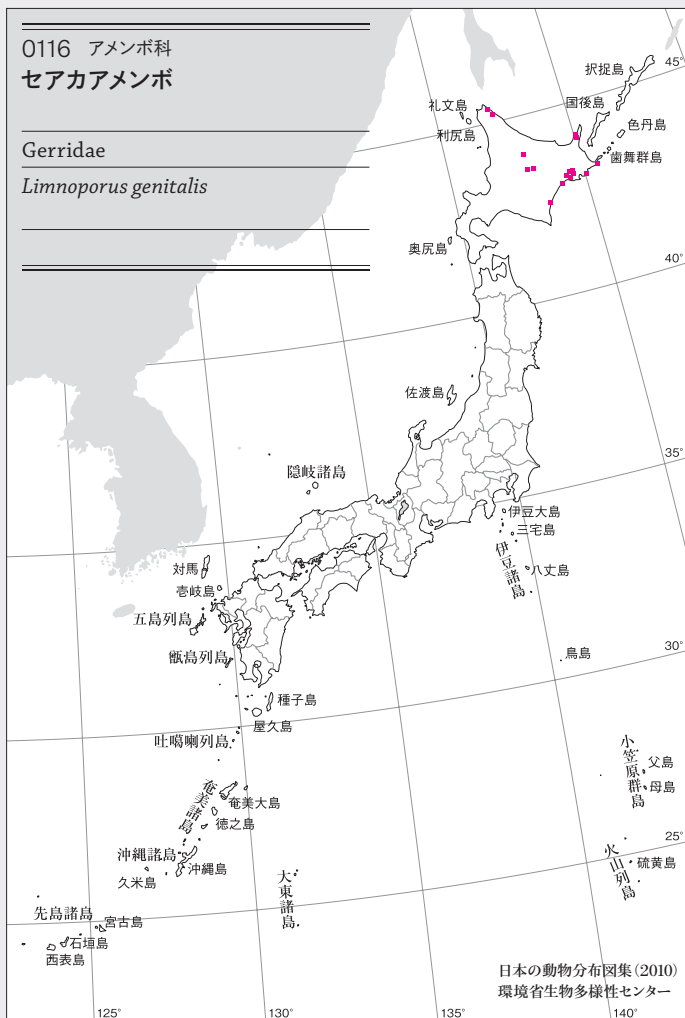 0116 アメンボ科
セアカアメンボ
Gerridae
Limnoporus genitalis
45°
択捉島
国後島
礼文島
色丹島
利尻島
歯舞群島
奥尻島
40°
佐渡島
35°
隠岐諸島
伊豆大島
三宅島
伊豆諸島
八丈島
対馬
壱岐島
五島列島
甑島列島
鳥島
30°
種子島
屋久島
吐噶喇列島
小笠原群島
父島
母島
奄美諸島
奄美大島
徳之島
25°
沖縄諸島
沖縄島
久米島
火山列島
硫黄島
大東諸島
先島諸島
宮古島
石垣島
西表島
日本の動物分布図集(2010)
環境省生物多様性センター
125°
130°
135°
140°